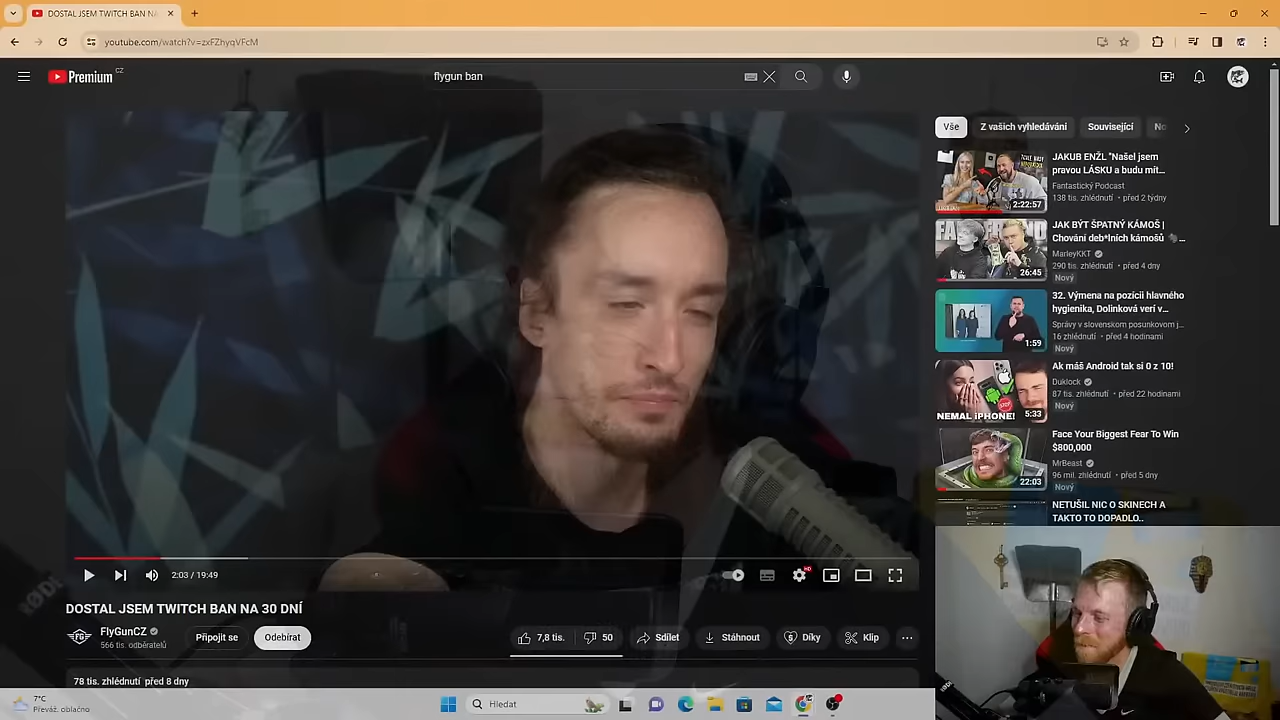 DOSTAL JSEM TWITCH BAN NA
youtube.com/watch?v=zxFZhyqVFcM
Premium CZ
flygun ban
Vše
Z vašich vyhledávání
Související
No
JAKUB ENŽL "Našel jsem
pravou LÁSKU a budu mít...
Fantastický Podcast
138 tis. zhlédnutí • před 2 týdny
2:22:57
JAK BÝT ŠPATNÝ KÁMOŠ |
Chování deb*lních kámošů
MarleyKKT
290 tis. zhlédnutí • před 4 dny
Nový
26:45
32. Výmena na pozícii hlavného
hygienika, Dolinková verí v...
Správy v slovenskom posunkovom j...
16 zhlédnutí • před 4 hodinami
Nový
1:59
Ak máš Android tak si 0 z 10!
Duklock
87 tis. zhlédnutí • před 22 hodinami
Nový
NEMAL iPHONE!
5:33
Face Your Biggest Fear To Win
$800,000
MrBeast
96 mil. zhlédnutí • před 5 dny
Nový
22:03
NETUŠIL NIC O SKINECH A
TAKTO TO DOPADLO..
2:03 / 19:49
HD
DOSTAL JSEM TWITCH BAN NA 30 DNÍ
FG
FlyGunCZ
566 tis. odběratelů
Připojit se
Odebírat
7,8 tis.
50
Sdílet
Stáhnout
Díky
Klip
78 tis. zhlédnutí před 8 dny
RØDE
7°C
Převáž. oblačno
Hledat